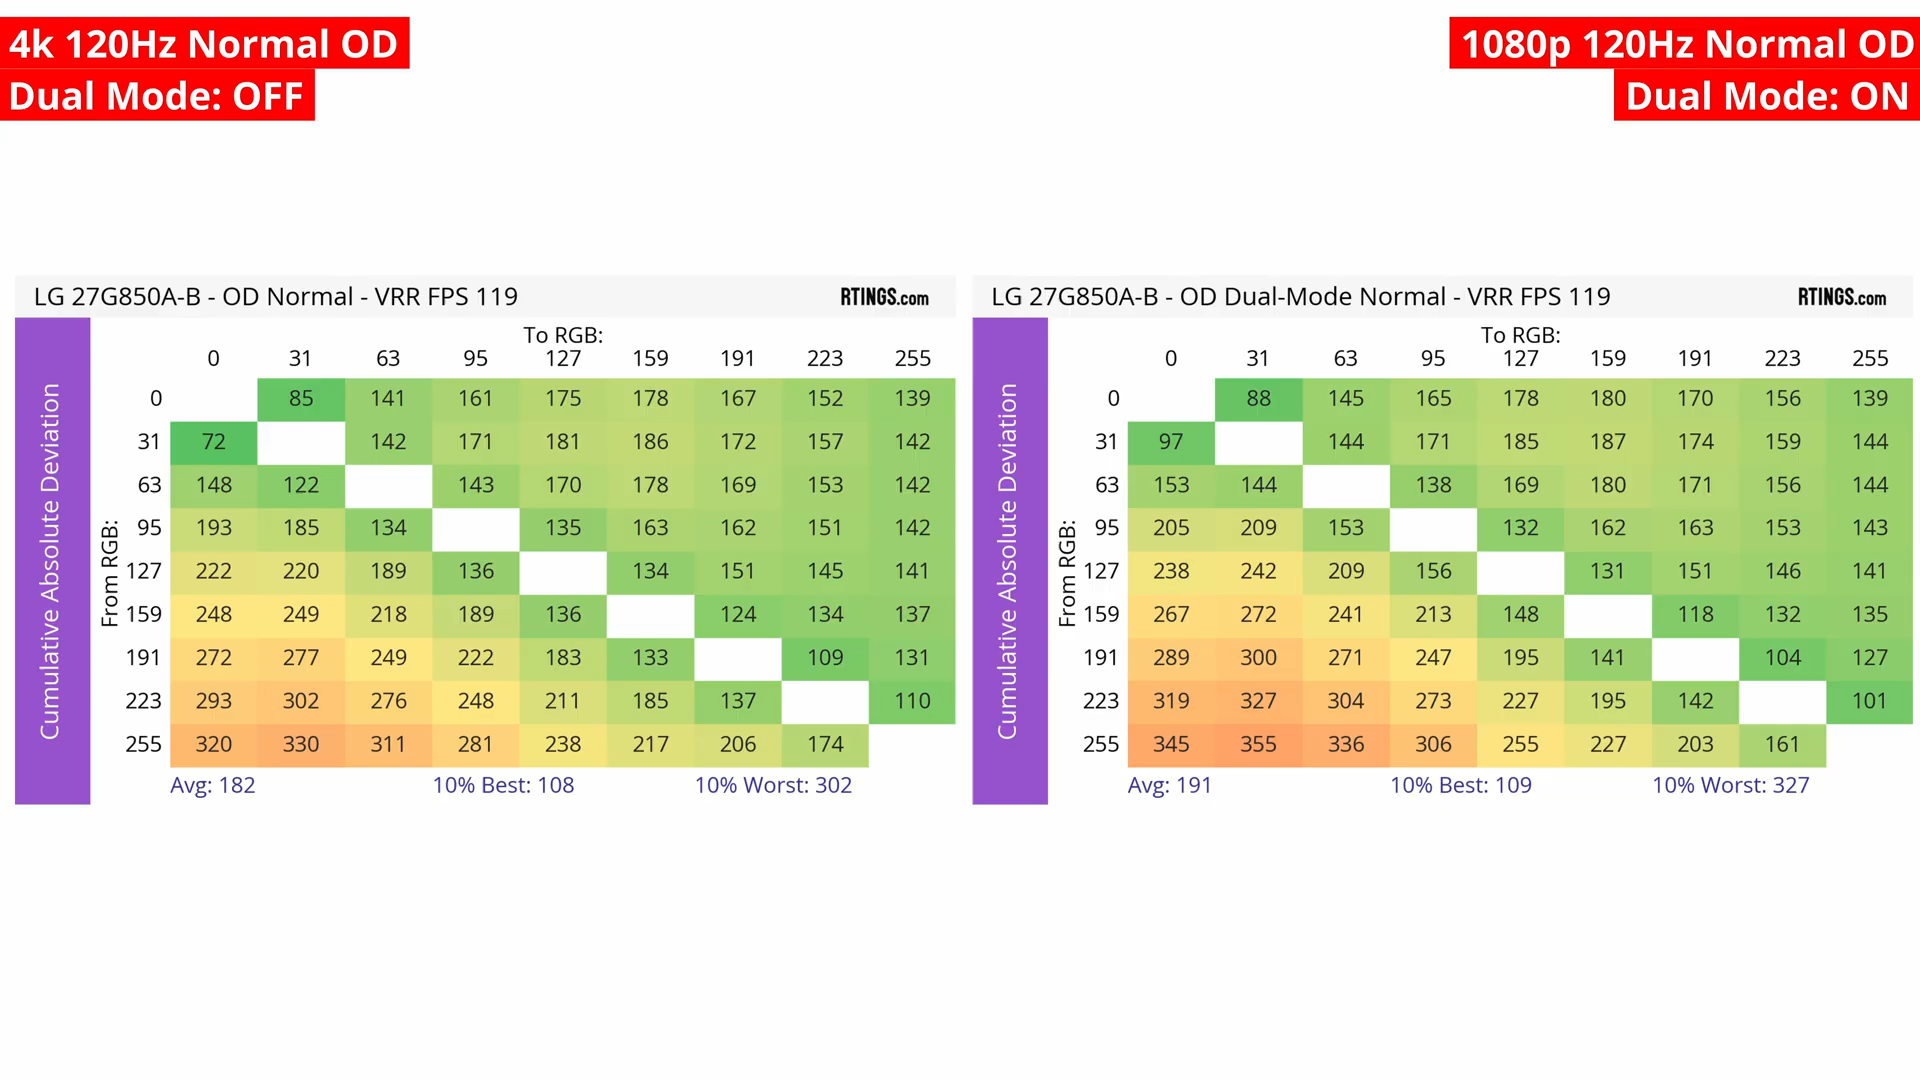 4k 120Hz Normal OD
Dual Mode: OFF
1080p 120Hz Normal OD
Dual Mode: ON
LG 27G850A-B - OD Normal - VRR FPS 119 RTINGS.com
Cumulative Absolute Deviation
To RGB:
0 31 63 95 127 159 191 223 255
From RGB:
0 85 141 161 175 178 167 152 139
31 72 142 171 181 186 172 157 142
63 148 122 143 170 178 169 153 142
95 193 185 134 135 163 162 151 142
127 222 220 189 136 134 151 145 141
159 248 249 218 189 136 124 134 137
191 272 277 249 222 183 133 109 131
223 293 302 276 248 211 185 137 110
255 320 330 311 281 238 217 206 174
Avg: 182 10% Best: 108 10% Worst: 302
LG 27G850A-B - OD Dual-Mode Normal - VRR FPS 119 RTINGS.com
Cumulative Absolute Deviation
To RGB:
0 31 63 95 127 159 191 223 255
From RGB:
0 88 145 165 178 180 170 156 139
31 97 144 171 185 187 174 159 144
63 153 144 138 169 180 171 156 144
95 205 209 153 132 162 163 153 143
127 238 242 209 156 131 151 146 141
159 267 272 241 213 148 118 132 135
191 289 300 271 247 195 141 104 127
223 319 327 304 273 227 195 142 101
255 345 355 336 306 255 227 203 161
Avg: 191 10% Best: 109 10% Worst: 327